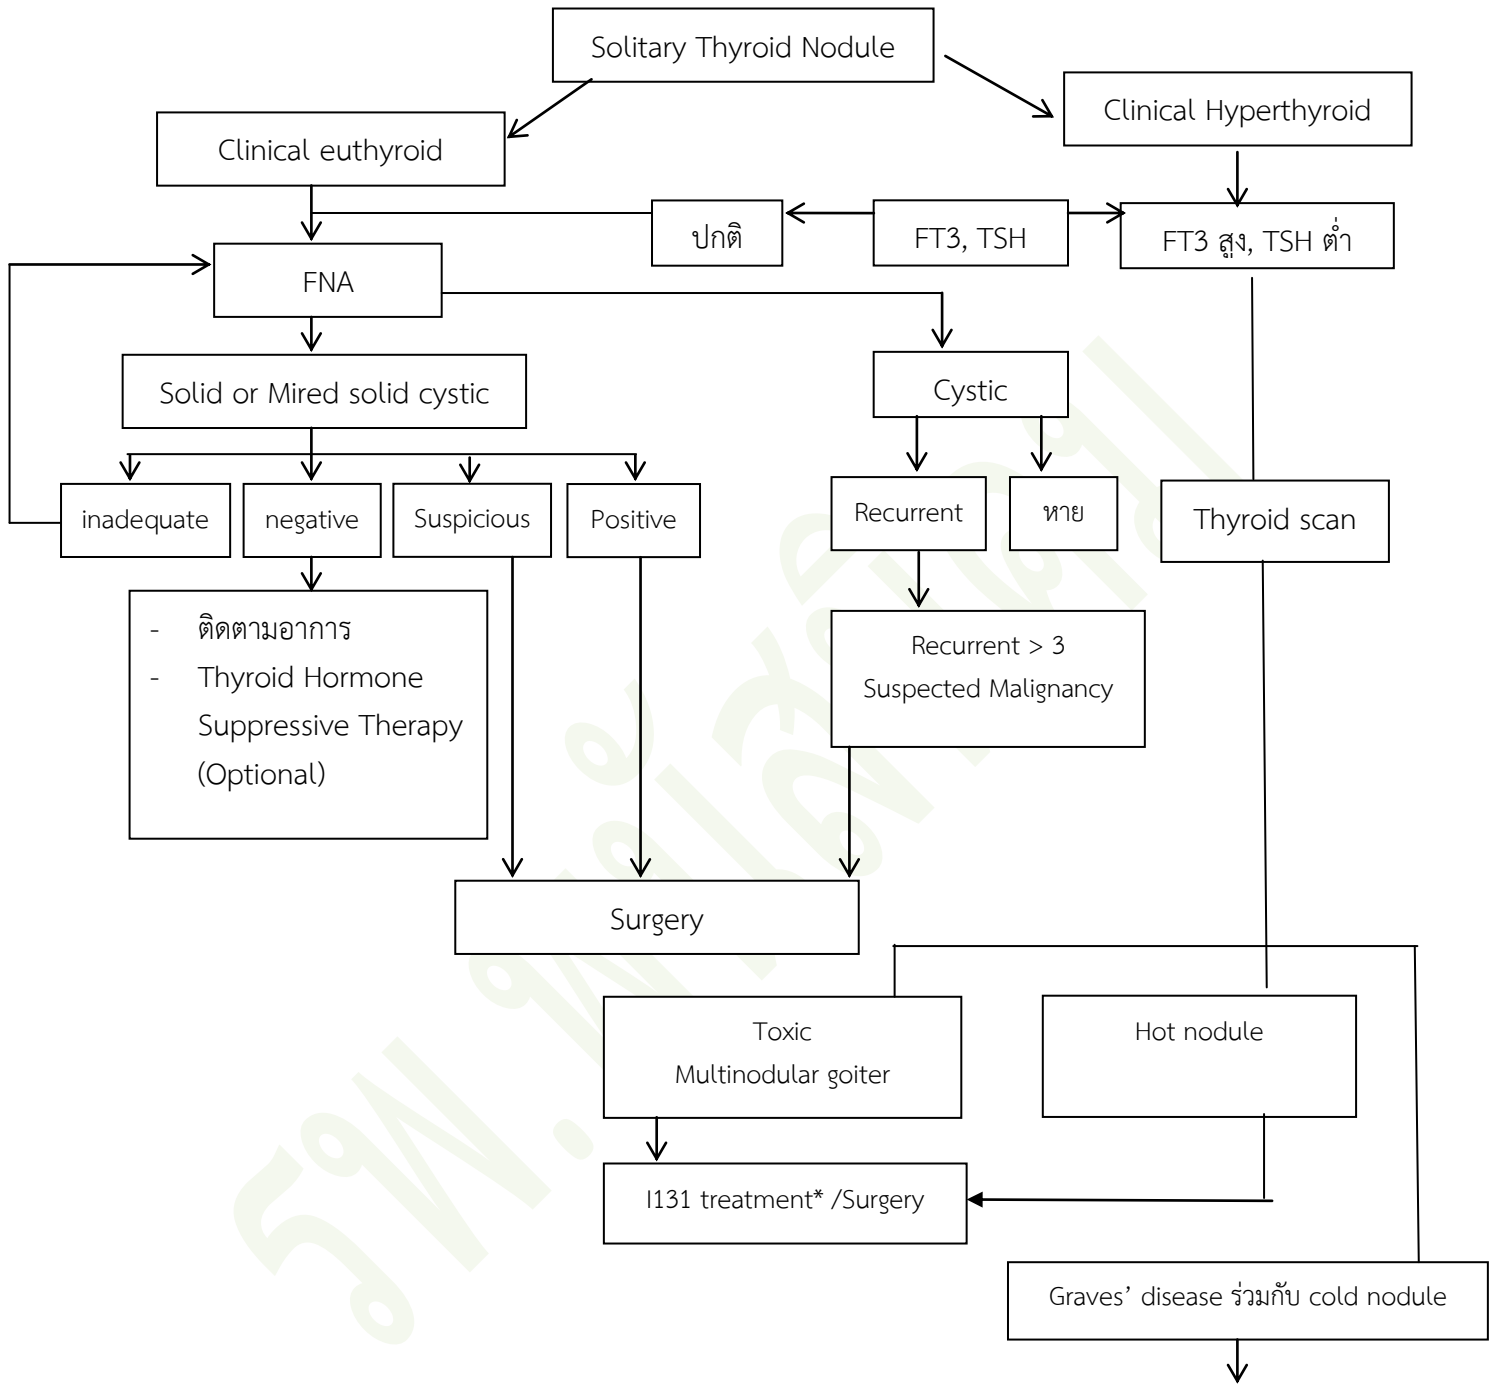 Solitary Thyroid Nodule
Clinical Hyperthyroid
Clinical euthyroid
ปกติ
FT3, TSH
FT3 สูง, TSH ต่ำ
FNA
Solid or Mired solid cystic
Cystic
inadequate
negative
Suspicious
Positive
Recurrent
หาย
Thyroid scan
- ติดตามอาการ
- Thyroid Hormone
Suppressive Therapy
(Optional)
Recurrent > 3
Suspected Malignancy
Surgery
Toxic
Multinodular goiter
Hot nodule
I131 treatment* /Surgery
Graves’ disease ร่วมกับ cold nodule